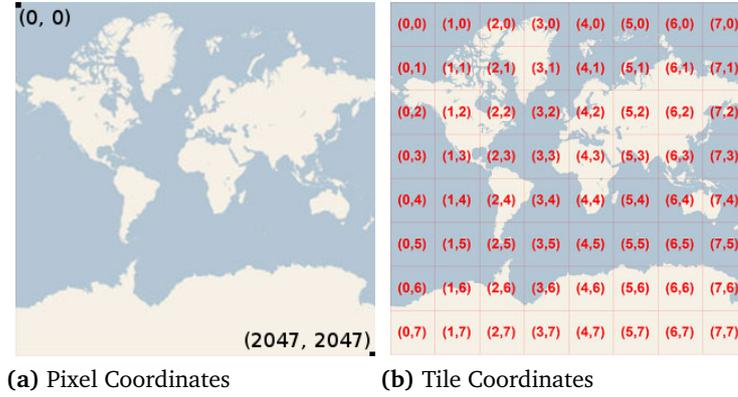 (0, 0)
(2047, 2047)
(a) Pixel Coordinates
(0,0) (1,0) (2,0) (3,0) (4,0) (5,0) (6,0) (7,0)
(0,1) (1,1) (2,1) (3,1) (4,1) (5,1) (6,1) (7,1)
(0,2) (1,2) (2,2) (3,2) (4,2) (5,2) (6,2) (7,2)
(0,3) (1,3) (2,3) (3,3) (4,3) (5,3) (6,3) (7,3)
(0,4) (1,4) (2,4) (3,4) (4,4) (5,4) (6,4) (7,4)
(0,5) (1,5) (2,5) (3,5) (4,5) (5,5) (6,5) (7,5)
(0,6) (1,6) (2,6) (3,6) (4,6) (5,6) (6,6) (7,6)
(0,7) (1,7) (2,7) (3,7) (4,7) (5,7) (6,7) (7,7)
(b) Tile Coordinates